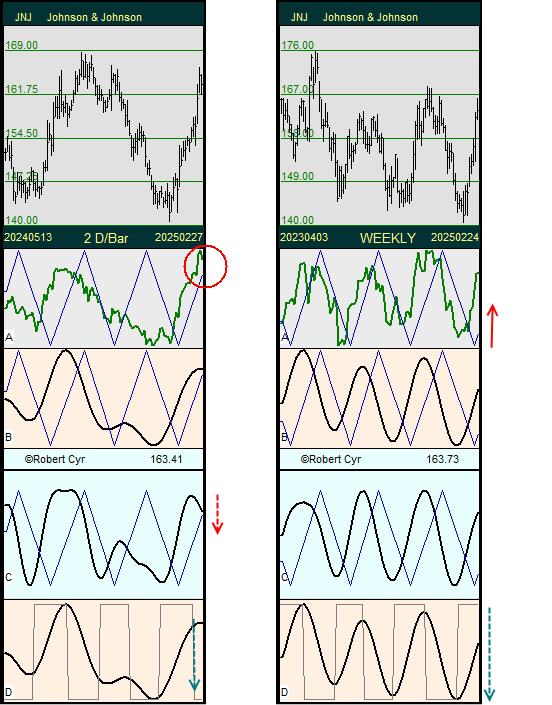 JNJ Johnson & Johnson
169.00
161.75
154.50
140.00
20240513 2 D/Bar 20250227
A
B
©Robert Cyr 163.41
C
D
JNJ Johnson & Johnson
176.00
167.00
149.00
140.00
20230403 WEEKLY 20250224
A
B
©Robert Cyr 163.73
C
D